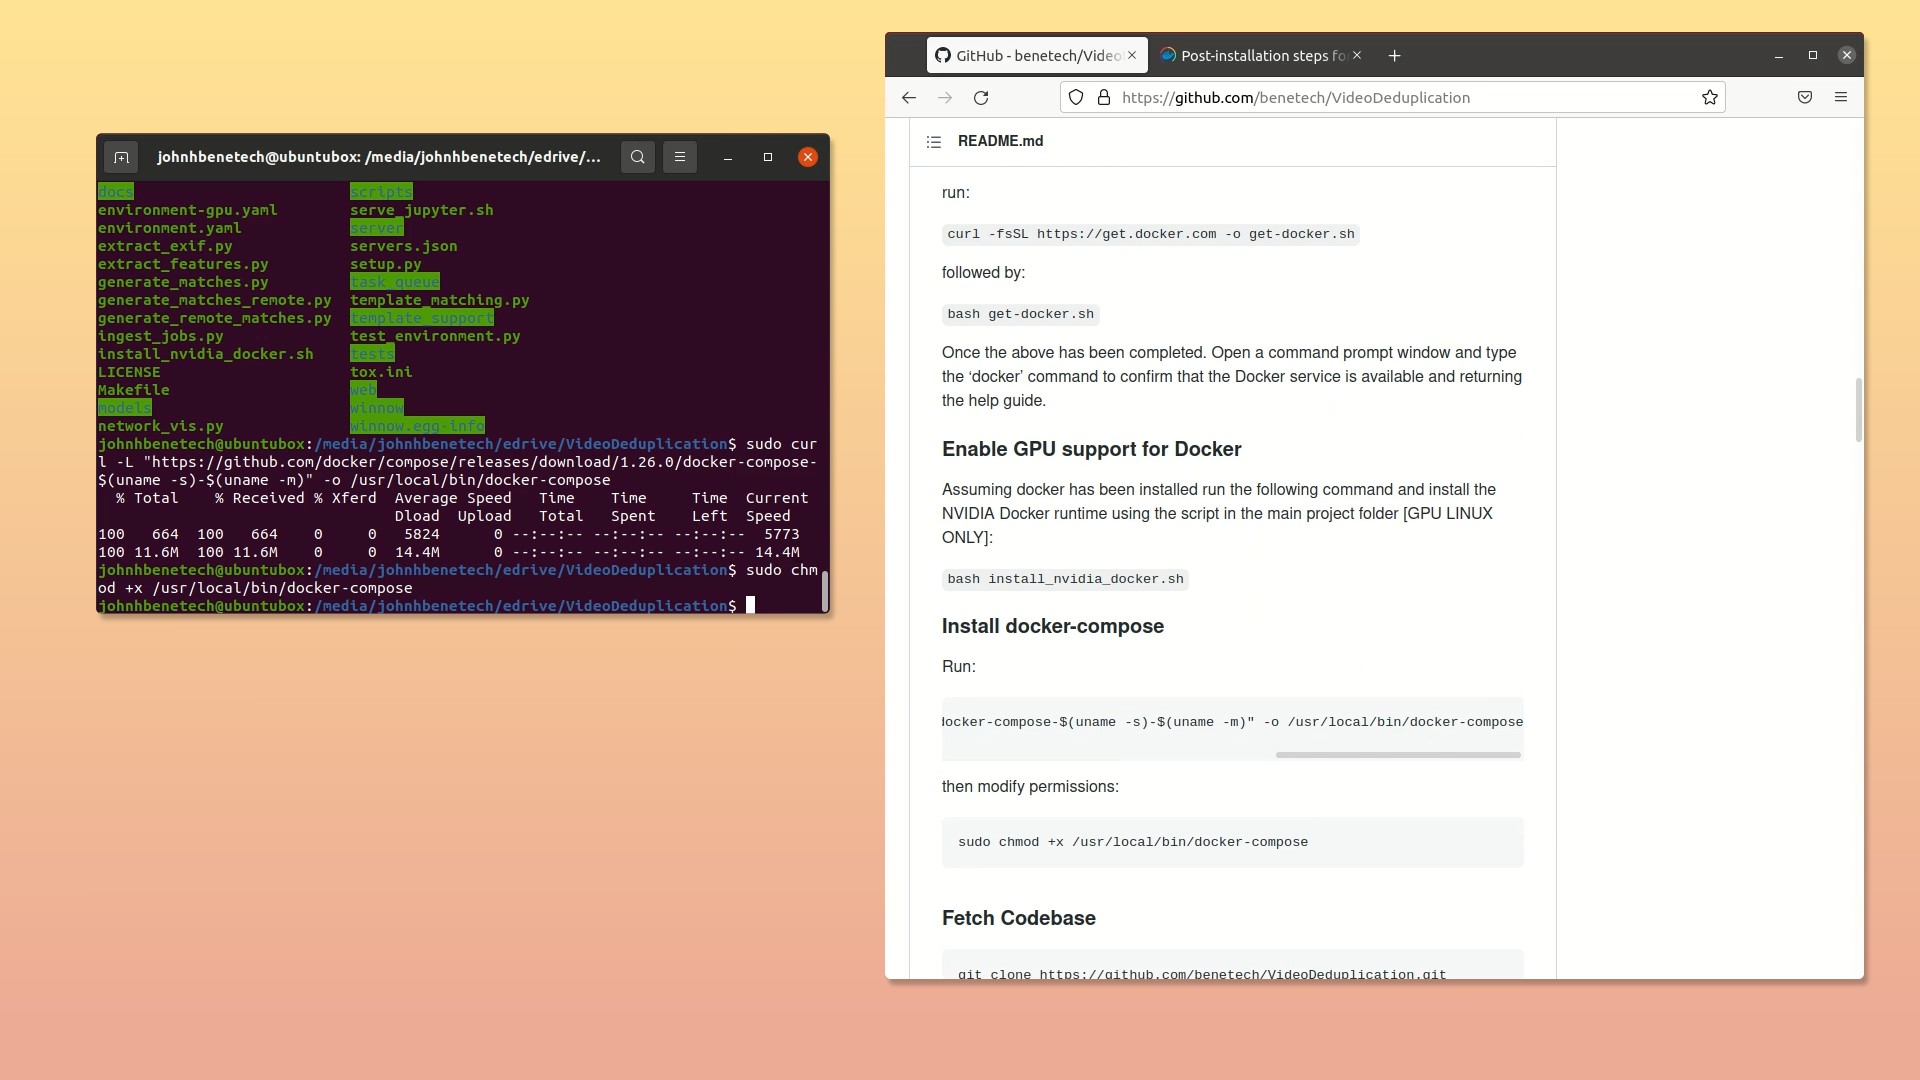 johnhbenetech@ubuntubox: /media/johnhbenetech/edrive/...
docs scripts
environment-gpu.yaml serve_jupyter.sh
environment.yaml server
extract_exif.py servers.json
extract_features.py setup.py
generate_matches.py task_queue
generate_matches_remote.py template_matching.py
generate_remote_matches.py template_support
ingest_jobs.py test_environment.py
install_nvidia_docker.sh tests
LICENSE tox.ini
Makefile web
models winnow
network_vis.py winnow.egg-info
johnhbenetech@ubuntubox:/media/johnhbenetech/edrive/VideoDeduplication$ sudo cur
l -L "https://github.com/docker/compose/releases/download/1.26.0/docker-compose-
$(uname -s)-$(uname -m)" -o /usr/local/bin/docker-compose
% Total % Received % Xferd Average Speed Time Time Time Current
Dload Upload Total Spent Left Speed
100 664 100 664 0 0 5824 0 --:--:-- --:--:-- --:--:-- 5773
100 11.6M 100 11.6M 0 0 14.4M 0 --:--:-- --:--:-- --:--:-- 14.4M
johnhbenetech@ubuntubox:/media/johnhbenetech/edrive/VideoDeduplication$ sudo chm
od +x /usr/local/bin/docker-compose
johnhbenetech@ubuntubox:/media/johnhbenetech/edrive/VideoDeduplication$
GitHub - benetech/Video Post-installation steps fo
https://github.com/benetech/VideoDeduplication
README.md
run:
curl -fsSL https://get.docker.com -o get-docker.sh
followed by:
bash get-docker.sh
Once the above has been completed. Open a command prompt window and type
the ‘docker’ command to confirm that the Docker service is available and returning
the help guide.
Enable GPU support for Docker
Assuming docker has been installed run the following command and install the
NVIDIA Docker runtime using the script in the main project folder [GPU LINUX
ONLY]:
bash install_nvidia_docker.sh
Install docker-compose
Run:
docker-compose-$(uname -s)-$(uname -m)" -o /usr/local/bin/docker-compose
then modify permissions:
sudo chmod +x /usr/local/bin/docker-compose
Fetch Codebase
git clone https://github.com/benetech/VideoDeduplication.git